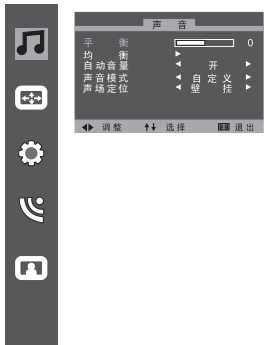 声 音
平 衡 0
均 衡
自动音量 开
声音模式 自定义
声场定位 壁 挂
调整 选择 退出